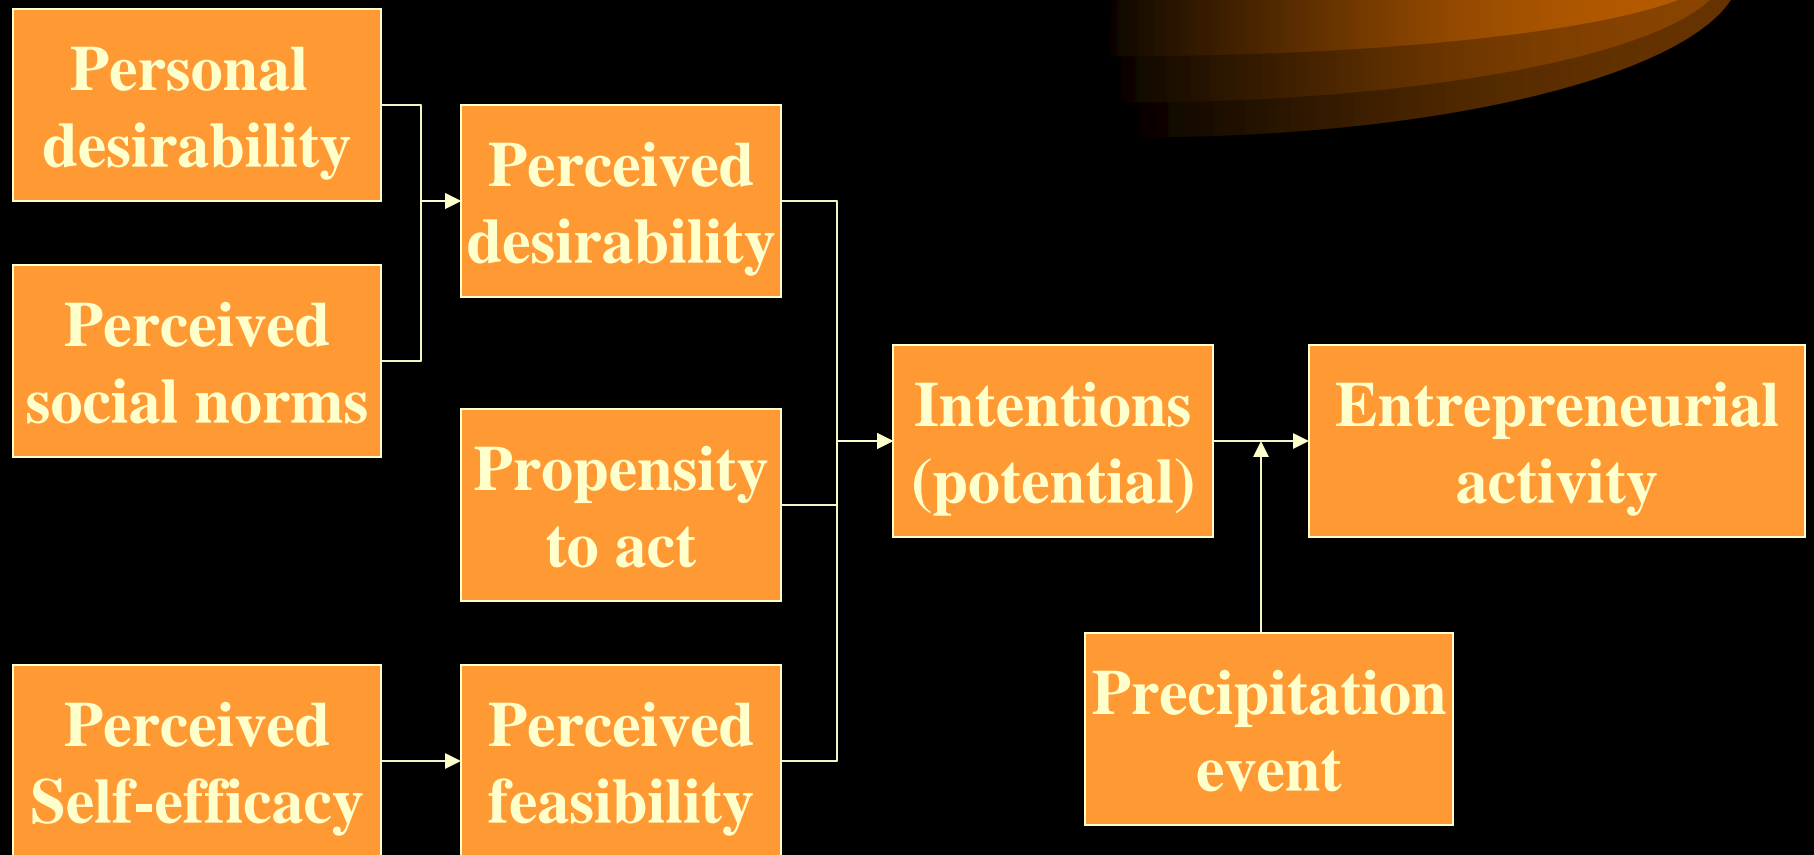 Personal
desirability
Perceived
social norms
Perceived
Self-efficacy
Perceived
desirability
Propensity
to act
Perceived
feasibility
Intentions
(potential)
Entrepreneurial
activity
Precipitation
event